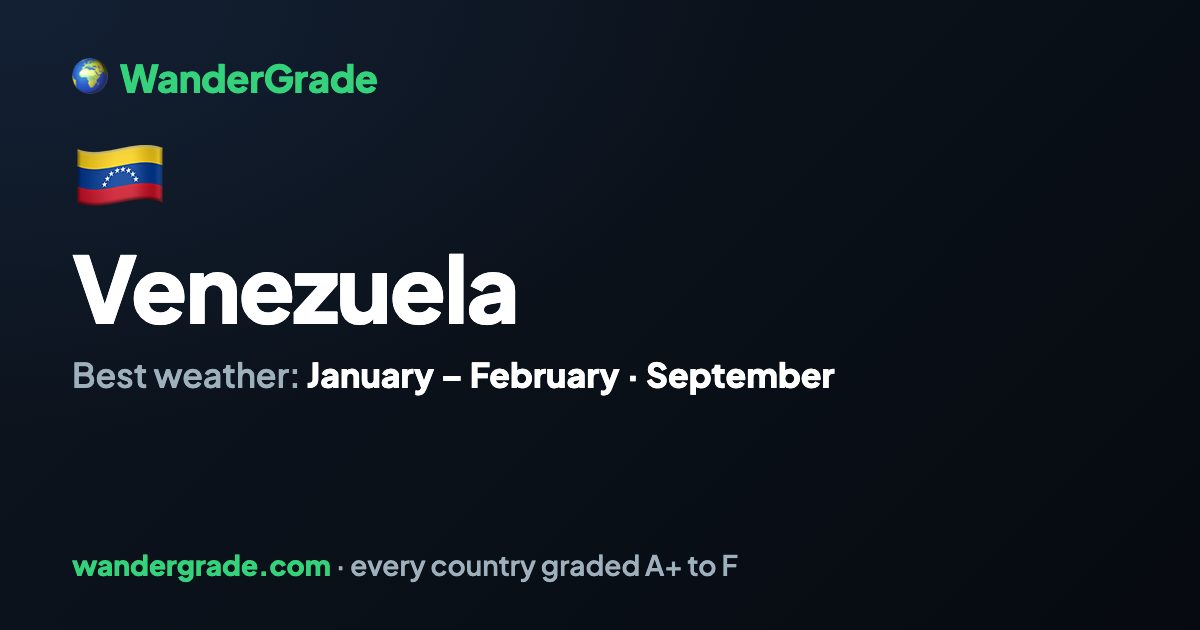 WanderGrade
Venezuela
Best weather: January – February · September
wandergrade.com · every country graded A+ to F